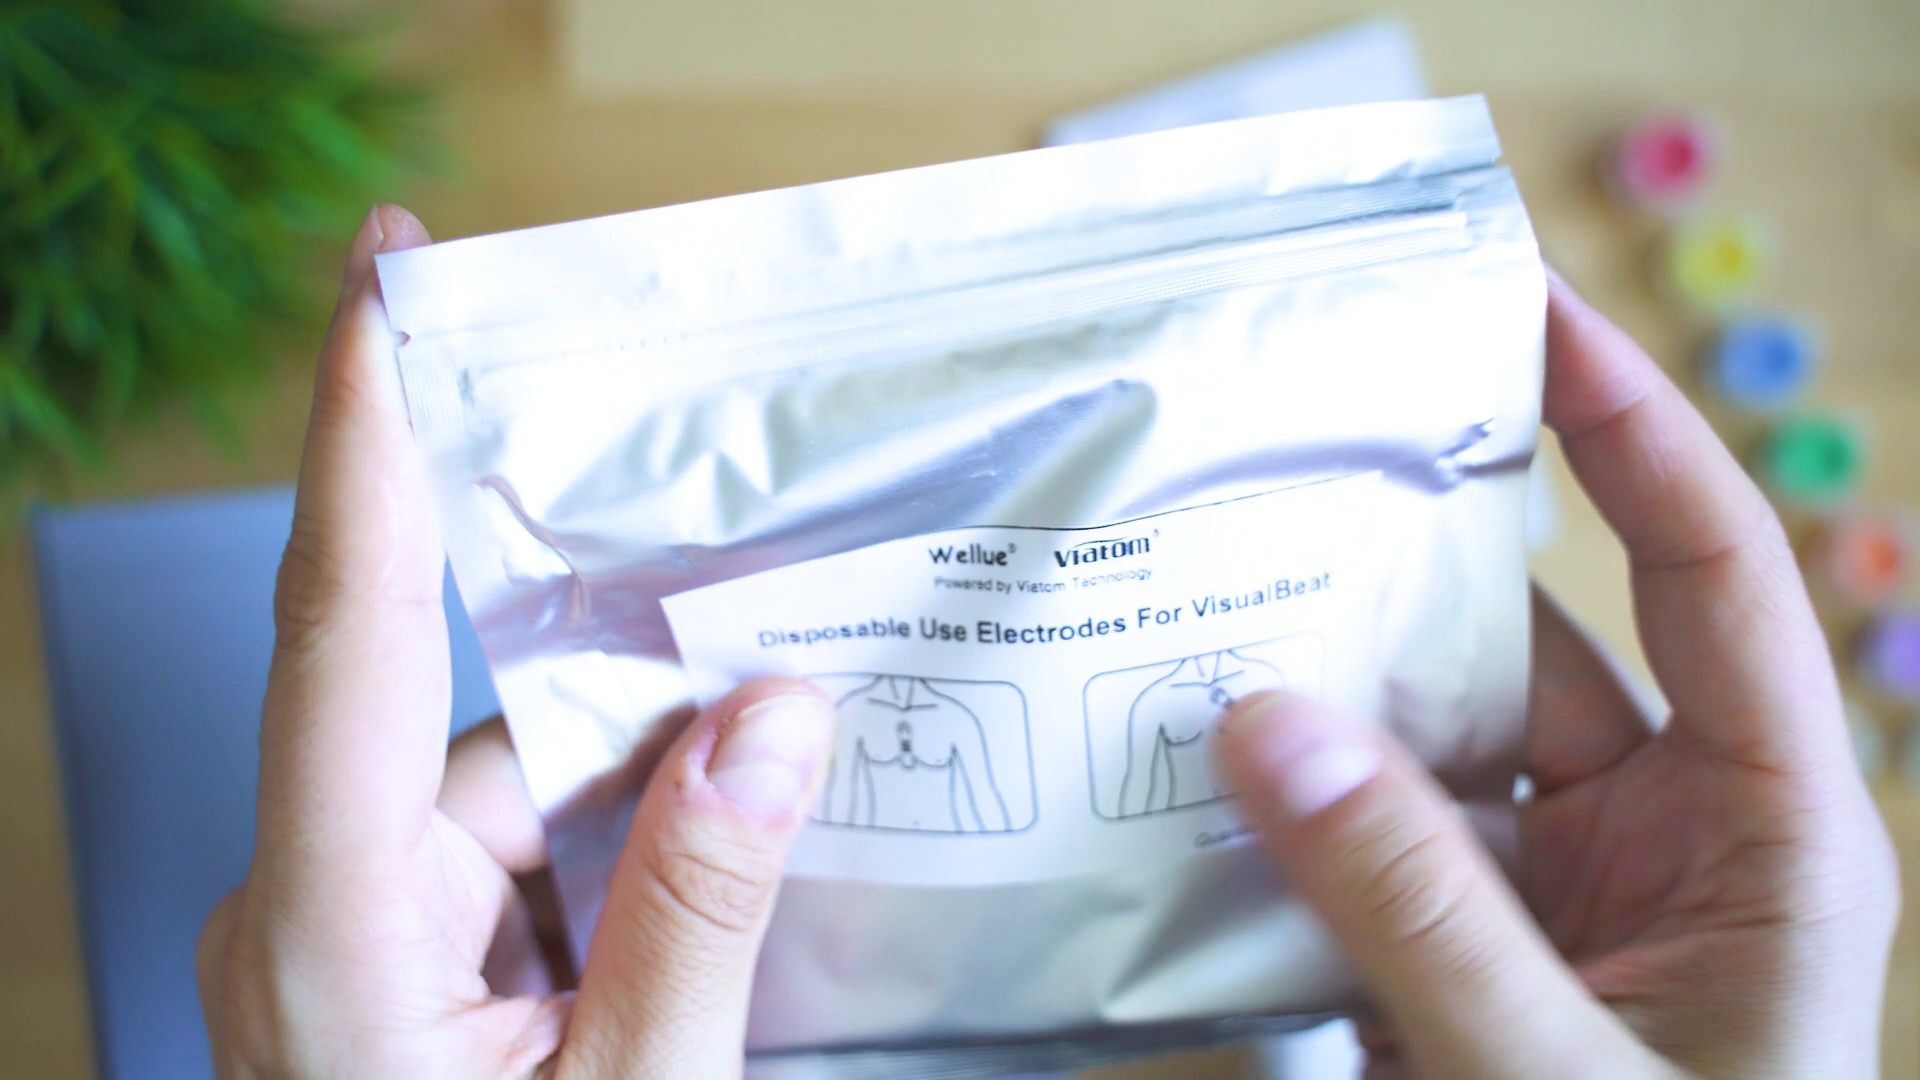 Wellue® Viatom®
Powered by Viatom Technology
Disposable Use Electrodes For VisualBeat